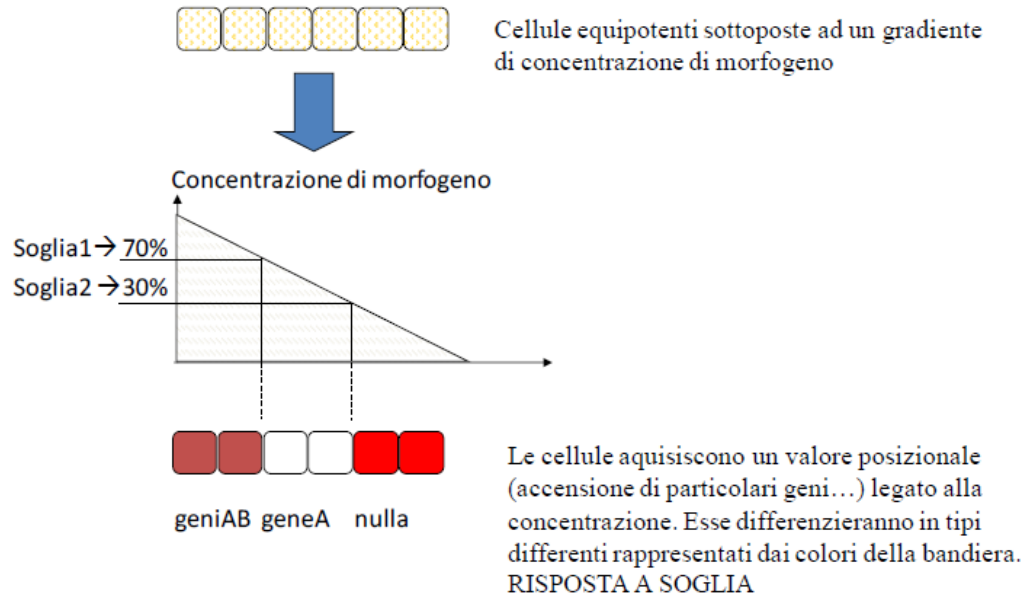 Cellule equipotenti sottoposte ad un gradiente
di concentrazione di morfogeno
Concentrazione di morfogeno
Soglia1→ 70%
Soglia2 →30%
geniAB geneA nulla
Le cellule aquisiscono un valore posizionale
(accensione di particolari geni…) legato alla
concentrazione. Esse differenzieranno in tipi
differenti rappresentati dai colori della bandiera.
RISPOSTA A SOGLIA